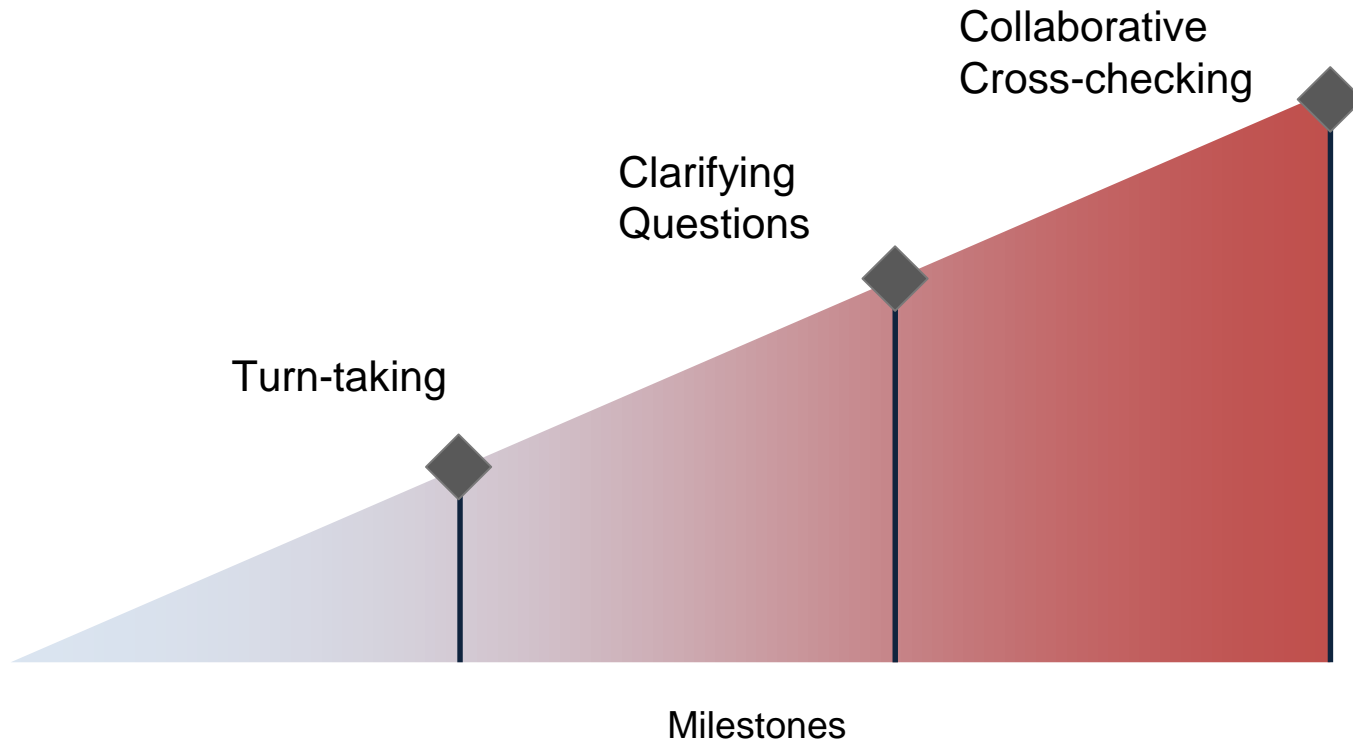 Collaborative
Cross-checking
Clarifying
Questions
Turn-taking
Milestones